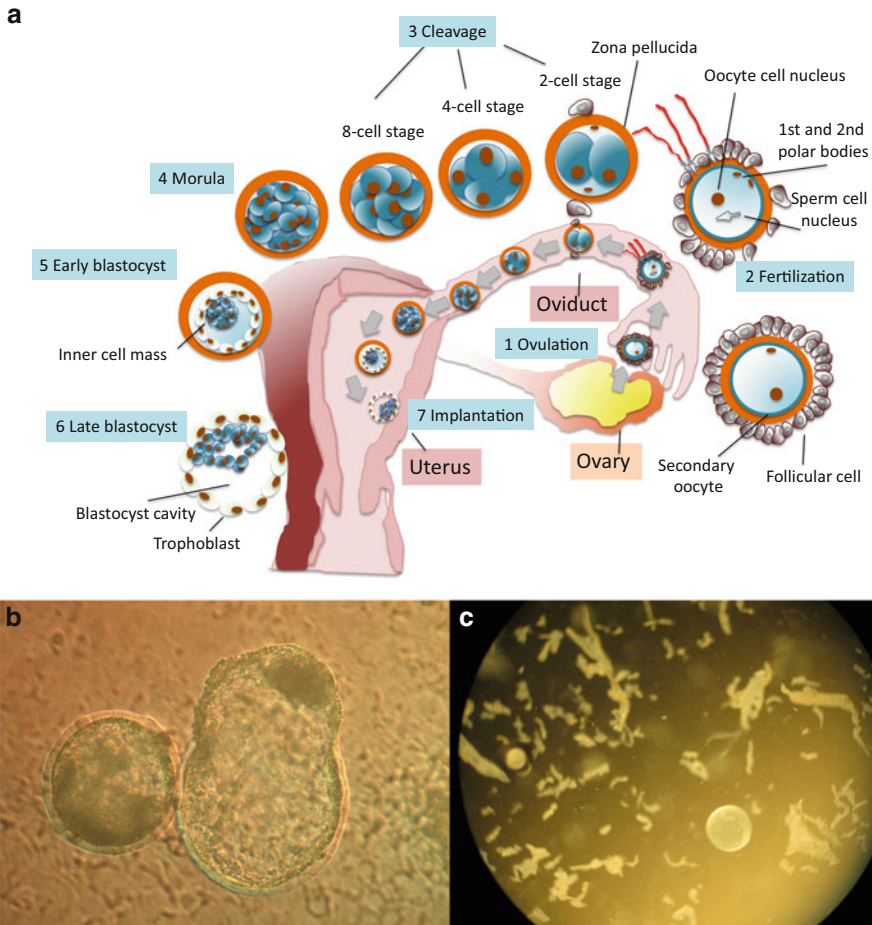 a
3 Cleavage
Zona pellucida
2-cell stage
Oocyte cell nucleus
4-cell stage
8-cell stage
1st and 2nd
polar bodies
4 Morula
Sperm cell
nucleus
5 Early blastocyst
2 Fertilization
Oviduct
Inner cell mass
1 Ovulation
6 Late blastocyst
7 Implantation
Uterus
Ovary
Secondary
oocyte
Follicular cell
Blastocyst cavity
Trophoblast
b
c